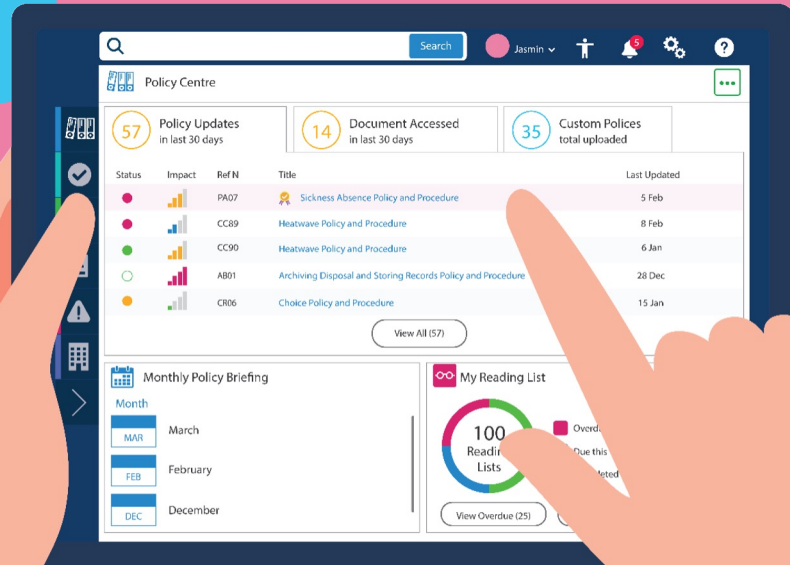 Search
Jasmin
5
?
Policy Centre
57
Policy Updates
in last 30 days
14
Document Accessed
in last 30 days
35
Custom Polices
total uploaded
Status Impact Ref N Title Last Updated
PA07 Sickness Absence Policy and Procedure 5 Feb
CC89 Heatwave Policy and Procedure 8 Feb
CC90 Heatwave Policy and Procedure 6 Jan
AB01 Archiving Disposal and Storing Records Policy and Procedure 28 Dec
CR06 Choice Policy and Procedure 15 Jan
View All (57)
Monthly Policy Briefing
Month
MAR March
FEB February
DEC December
My Reading List
100
Lists
Due this
View Overdue (25)